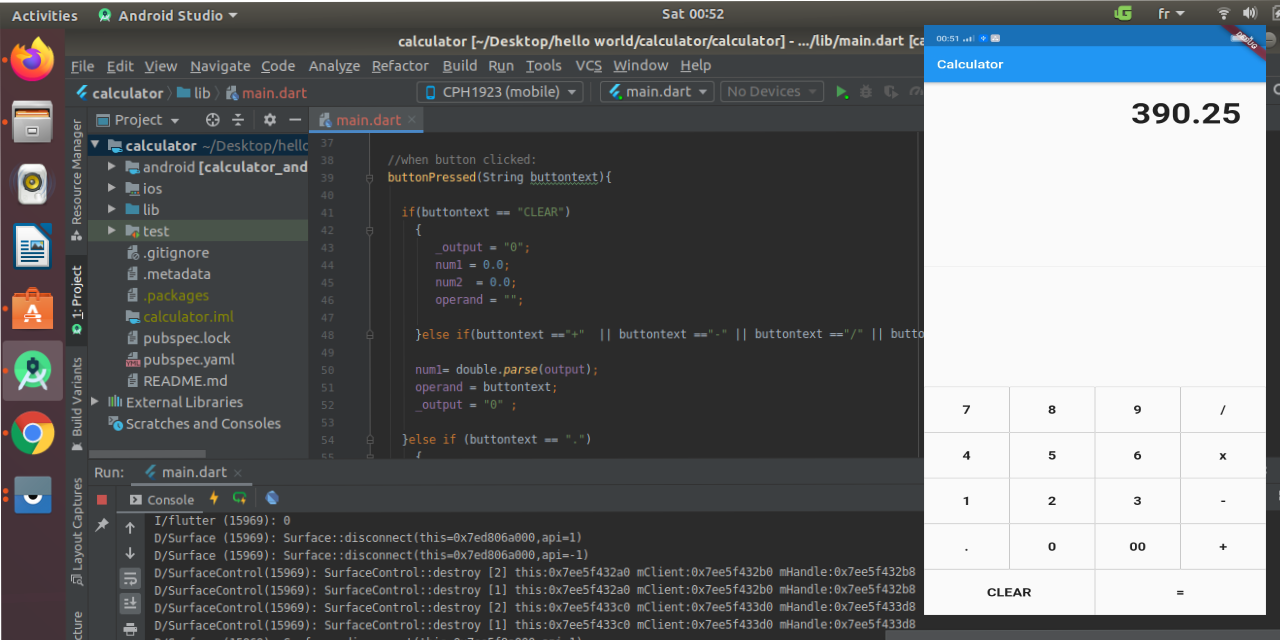 Activities Android Studio Sat 00:52 fr
calculator [~/Desktop/hello world/calculator/calculator] - .../lib/main.dart [ca
File Edit View Navigate Code Analyze Refactor Build Run Tools VCS Window Help
calculator lib main.dart CPH1923 (mobile) main.dart No Devices
Resource Manager
1: Project
Build Variants
Layout Captures
cture
Project
calculator ~/Desktop/hello
android [calculator_and
ios
lib
test
.gitignore
.metadata
.packages
calculator.iml
pubspec.lock
pubspec.yaml
README.md
External Libraries
Scratches and Consoles
main.dart
37
38 //when button clicked:
39 buttonPressed(String buttontext){
40
41 if(buttontext == "CLEAR")
42 {
43 _output = "0";
44 num1 = 0.0;
45 num2  = 0.0;
46 operand = "";
47
48 }else if(buttontext =="+"  || buttontext =="-" || buttontext =="/" || butto
49
50 num1= double.parse(output);
51 operand = buttontext;
52 _output = "0" ;
53
54 }else if (buttontext == ".")
55 {
Run: main.dart
Console
I/flutter (15969): 0
D/Surface (15969): Surface::disconnect(this=0x7ed806a000,api=1)
D/Surface (15969): Surface::disconnect(this=0x7ed806a000,api=-1)
D/SurfaceControl(15969): SurfaceControl::destroy [2] this:0x7ee5f432a0 mClient:0x7ee5f432b0 mHandle:0x7ee5f432b8
D/SurfaceControl(15969): SurfaceControl::destroy [1] this:0x7ee5f432a0 mClient:0x7ee5f432b0 mHandle:0x7ee5f432b8
D/SurfaceControl(15969): SurfaceControl::destroy [2] this:0x7ee5f433c0 mClient:0x7ee5f433d0 mHandle:0x7ee5f433d8
D/SurfaceControl(15969): SurfaceControl::destroy [1] this:0x7ee5f433c0 mClient:0x7ee5f433d0 mHandle:0x7ee5f433d8
00:51
DEBUG
Calculator
390.25
7 8 9 /
4 5 6 x
1 2 3 -
. 0 00 +
CLEAR =